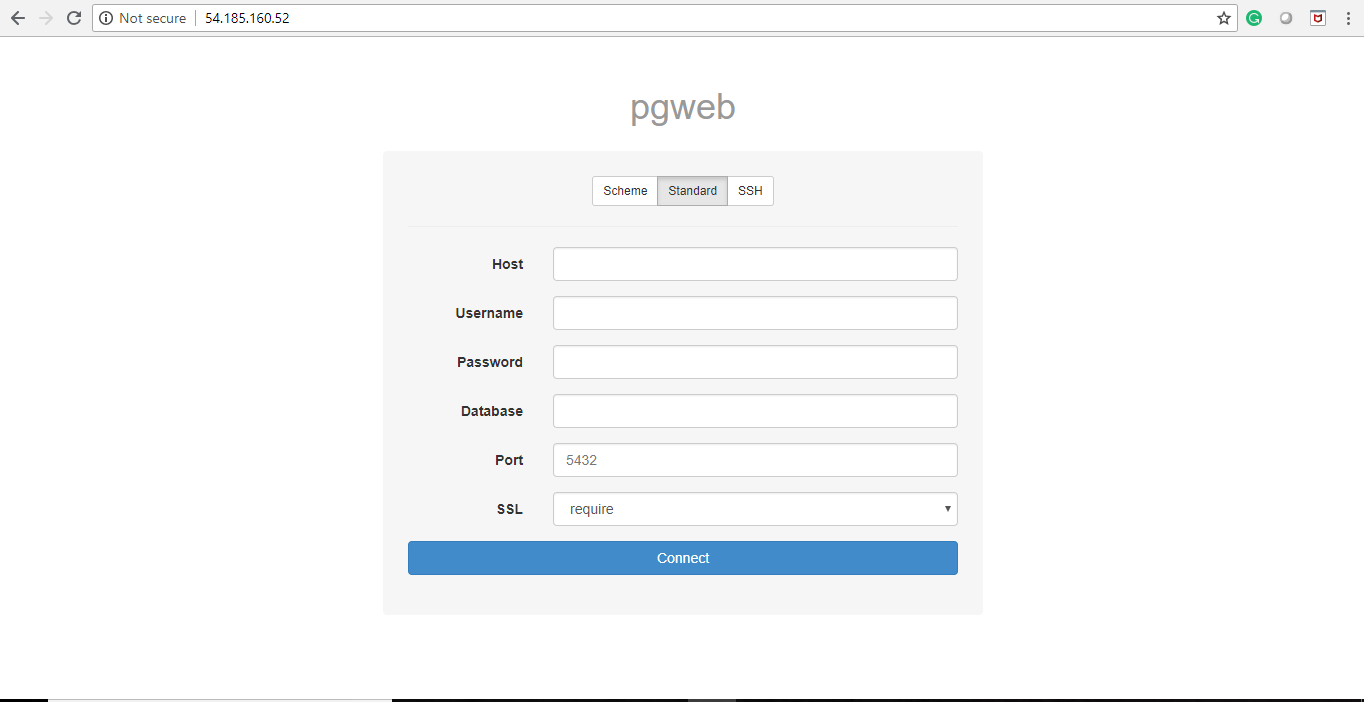 Not secure 54.185.160.52
pgweb
Scheme Standard SSH
Host
Username
Password
Database
Port 5432
SSL require
Connect